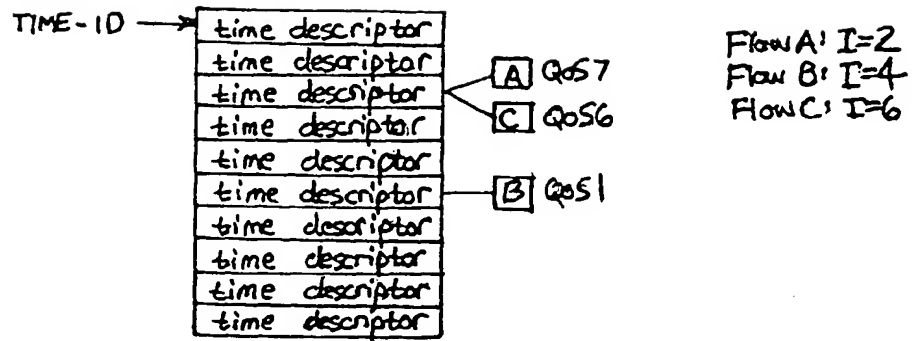 TIME-ID
time descriptor
time descriptor
time descriptor
time descriptor
time descriptor
time descriptor
time descriptor
time descriptor
time descriptor
time descriptor
A QoS7
C QoS6
B QoS1
Flow A: I=2
Flow B: I=4
Flow C: I=6